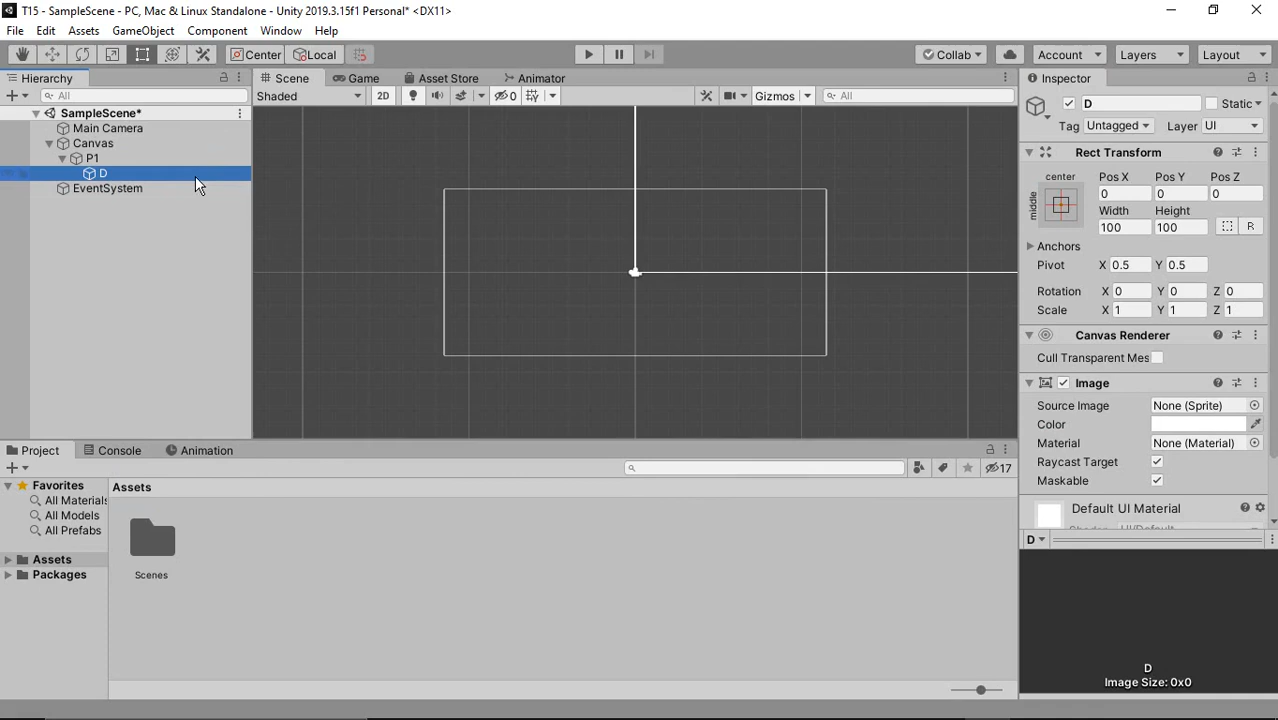 T15 - SampleScene - PC, Mac & Linux Standalone - Unity 2019.3.15f1 Personal* <DX11>
File Edit Assets GameObject Component Window Help
Center Local Collab Account Layers Layout
Hierarchy Scene Game Asset Store Animator Inspector
All Shaded 2D 0 Gizmos All D Static
SampleScene*
Main Camera Tag Untagged Layer UI
Canvas
P1 Rect Transform
D center Pos X Pos Y Pos Z
EventSystem middle 0 0 0
Width Height
100 100 R
Anchors
Pivot X 0.5 Y 0.5
Rotation X 0 Y 0 Z 0
Scale X 1 Y 1 Z 1
Canvas Renderer
Cull Transparent Mes
Image
Source Image None (Sprite)
Color
Material None (Material)
Raycast Target
Maskable
Project Console Animation
17
Favorites Assets
All Materials
All Models
All Prefabs
Assets
Packages
Scenes
Default UI Material
UI/Default
D
D
Image Size: 0x0